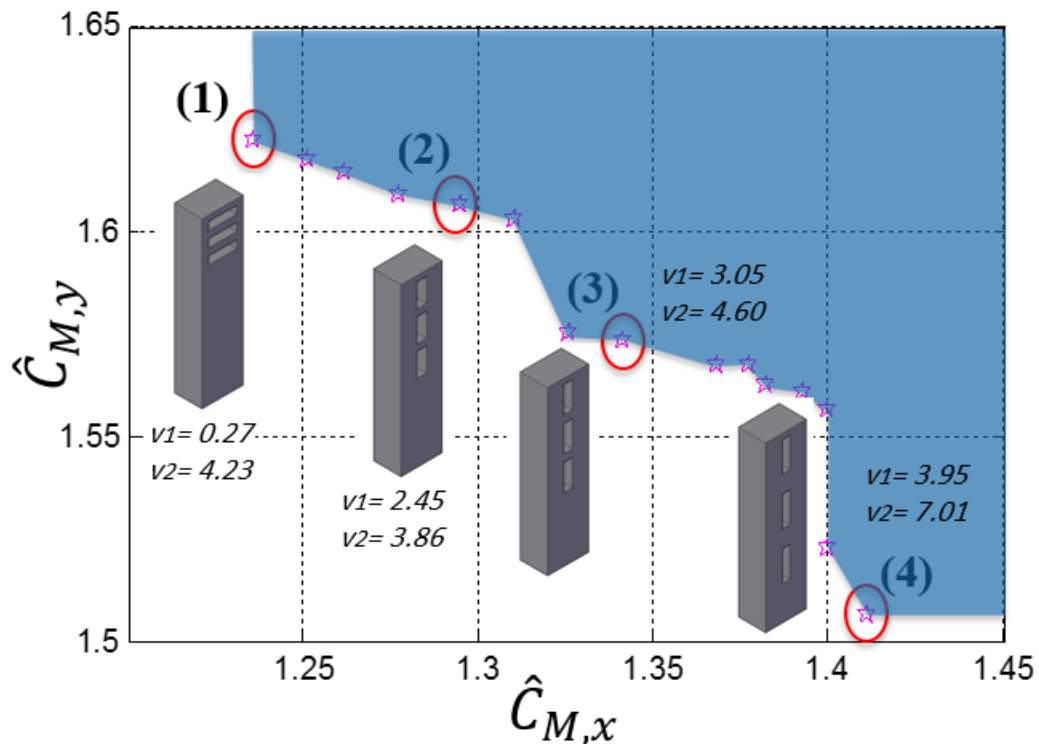 1.65
(1)
(2)
1.6
(3)
v1= 3.05
v2= 4.60
Ĉ_{M,y}
1.55
v1= 0.27
v2= 4.23
v1= 2.45
v2= 3.86
v1= 3.95
v2= 7.01
(4)
1.5
1.25
1.3
1.35
1.4
1.45
Ĉ_{M,x}